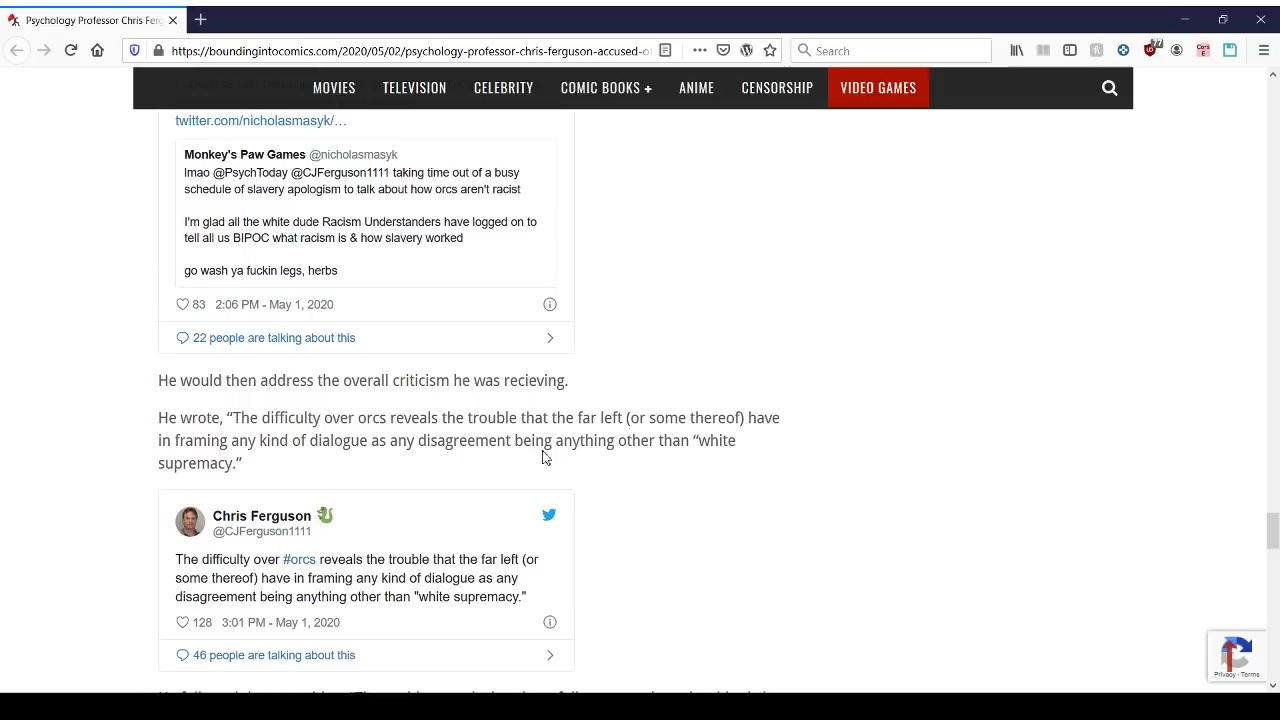 Psychology Professor Chris Fer
https://boundingintocomics.com/2020/05/02/psychology-professor-chris-ferguson-accused-o
Search
77
MOVIES TELEVISION CELEBRITY COMIC BOOKS + ANIME CENSORSHIP VIDEO GAMES
twitter.com/nicholasmasyk/…
Monkey's Paw Games @nicholasmasyk
lmao @PsychToday @CJFerguson1111 taking time out of a busy
schedule of slavery apologism to talk about how orcs aren't racist
I'm glad all the white dude Racism Understanders have logged on to
tell all us BIPOC what racism is & how slavery worked
go wash ya fuckin legs, herbs
83 2:06 PM - May 1, 2020
22 people are talking about this
He would then address the overall criticism he was recieving.
He wrote, “The difficulty over orcs reveals the trouble that the far left (or some thereof) have
in framing any kind of dialogue as any disagreement being anything other than “white
supremacy.”
Chris Ferguson
@CJFerguson1111
The difficulty over #orcs reveals the trouble that the far left (or
some thereof) have in framing any kind of dialogue as any
disagreement being anything other than "white supremacy."
128 3:01 PM - May 1, 2020
46 people are talking about this
Privacy - Terms